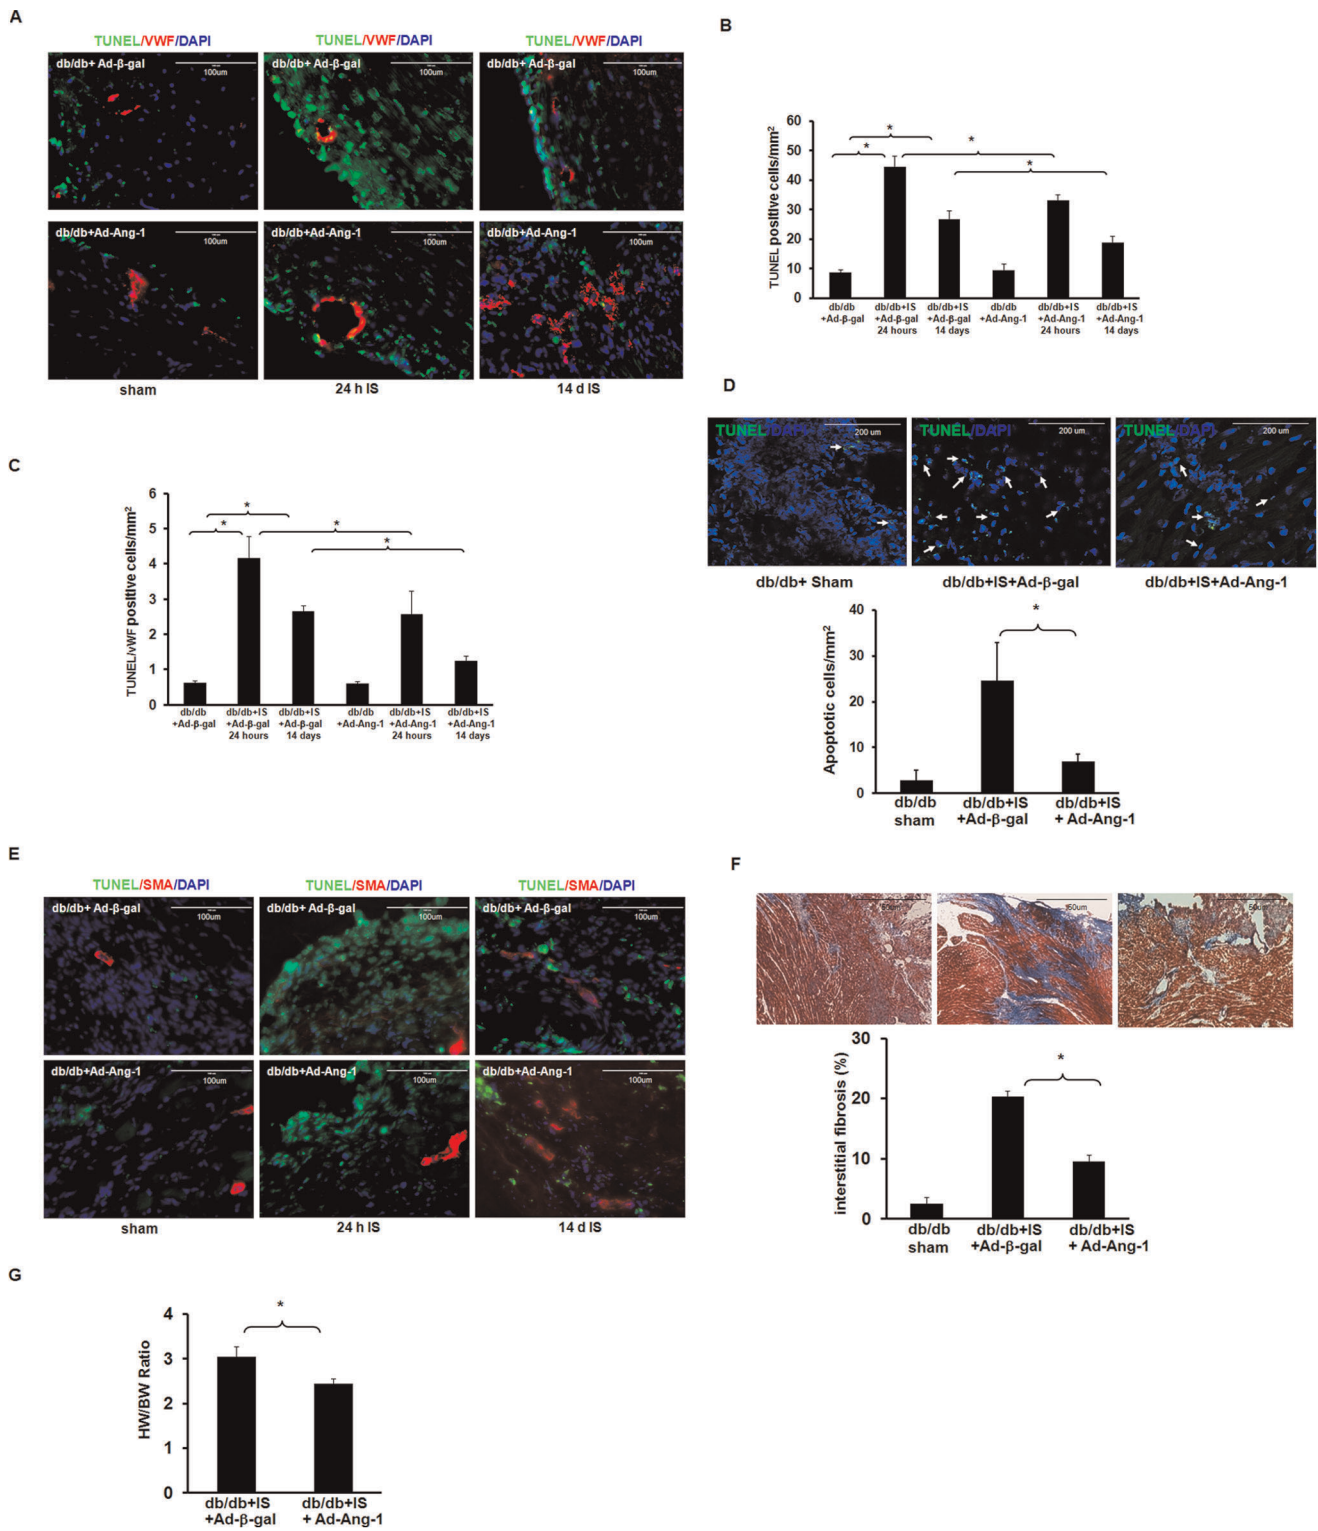 A
TUNEL/VWF/DAPI
TUNEL/VWF/DAPI
TUNEL/VWF/DAPI
db/db+ Ad-β-gal
100um
db/db+ Ad-β-gal
100um
db/db+ Ad-β-gal
100um
db/db+Ad-Ang-1
100um
db/db+Ad-Ang-1
100um
db/db+Ad-Ang-1
100um
sham
24 h IS
14 d IS
B
TUNEL positive cells/mm²
60
50
40
30
20
10
0
*
*
*
*
db/db
+Ad-β-gal
db/db+IS
+Ad-β-gal
24 hours
db/db+IS
+Ad-β-gal
14 days
db/db
+Ad-Ang-1
db/db+IS
+Ad-Ang-1
24 hours
db/db+IS
+Ad-Ang-1
14 days
C
TUNEL/vWF positive cells/mm²
6
5
4
3
2
1
0
*
*
*
*
db/db
+Ad-β-gal
db/db+IS
+Ad-β-gal
24 hours
db/db+IS
+Ad-β-gal
14 days
db/db
+Ad-Ang-1
db/db+IS
+Ad-Ang-1
24 hours
db/db+IS
+Ad-Ang-1
14 days
D
TUNEL/DAPI
200 um
TUNEL/DAPI
200 um
TUNEL/DAPI
200 um
db/db+ Sham
db/db+IS+Ad-β-gal
db/db+IS+Ad-Ang-1
Apoptotic cells/mm²
40
30
20
10
0
*
db/db
sham
db/db+IS
+Ad-β-gal
db/db+IS
+ Ad-Ang-1
E
TUNEL/SMA/DAPI
TUNEL/SMA/DAPI
TUNEL/SMA/DAPI
db/db+ Ad-β-gal
100um
db/db+ Ad-β-gal
100um
db/db+ Ad-β-gal
100um
db/db+Ad-Ang-1
100um
db/db+Ad-Ang-1
100um
db/db+Ad-Ang-1
100um
sham
24 h IS
14 d IS
F
50um
interstitial fibrosis (%)
30
20
10
0
*
db/db
sham
db/db+IS
+Ad-β-gal
db/db+IS
+ Ad-Ang-1
G
HW/BW Ratio
4
3
2
1
0
*
db/db+IS
+Ad-β-gal
db/db+IS
+ Ad-Ang-1